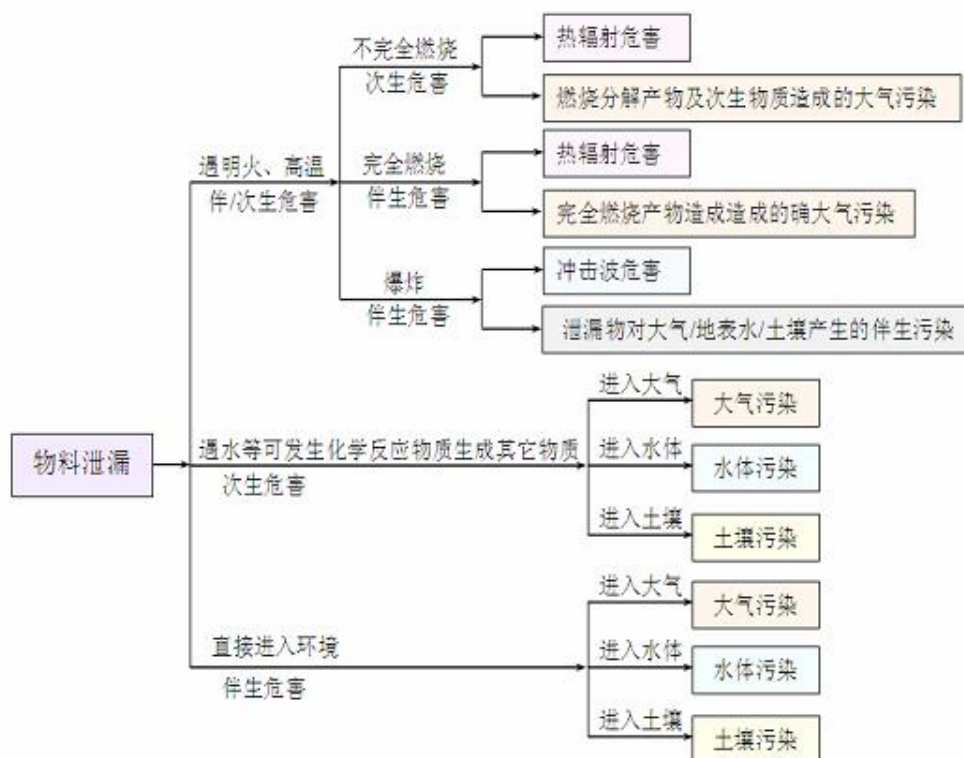 不完全燃烧
次生危害
热辐射危害
燃烧分解产物及次生物质造成的大气污染
遇明火、高温
伴/次生危害
完全燃烧
伴生危害
热辐射危害
完全燃烧产物造成造成的确大气污染
爆炸
伴生危害
冲击波危害
泄漏物对大气/地表水/土壤产生的伴生污染
物料泄漏
遇水等可发生化学反应物质生成其它物质
次生危害
进入大气
大气污染
进入水体
水体污染
进入土壤
土壤污染
直接进入环境
伴生危害
进入大气
大气污染
进入水体
水体污染
进入土壤
土壤污染